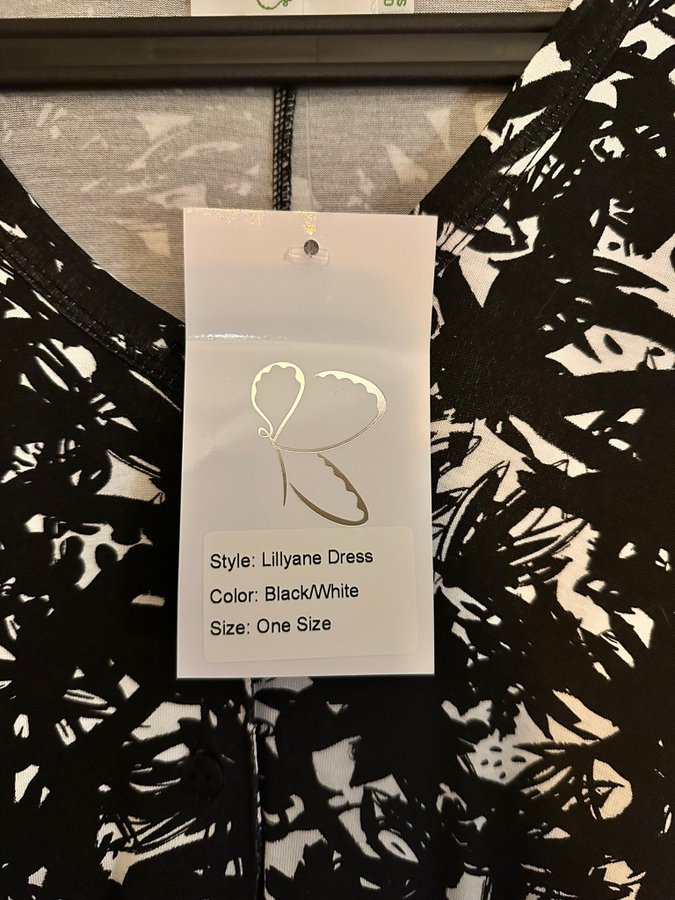 Style: Lillyane Dress
Color: Black/White
Size: One Size